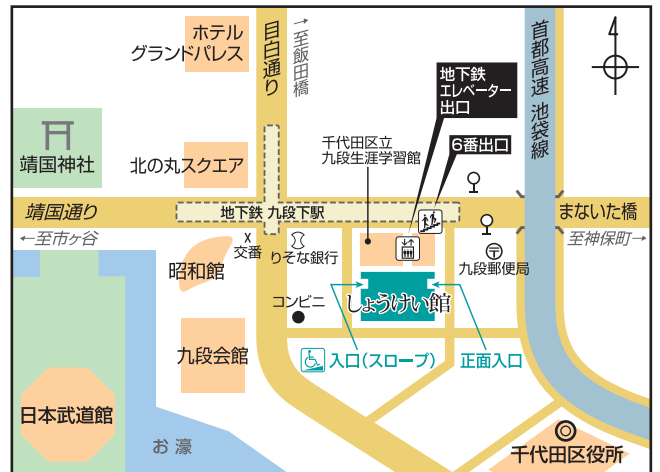 ホテル
グランドパレス
目白通り
→至飯田橋
首都高速 池袋線
4
地下鉄
エレベーター
出口
6番出口
千代田区立
九段生涯学習館
靖国神社
北の丸スクエア
靖国通り
地下鉄 九段下駅
まないた橋
←至市ヶ谷
至神保町→
X
交番
りそな銀行
九段郵便局
昭和館
コンビニ
しょうけい館
入口(スロープ)
正面入口
九段会館
日本武道館
お濠
千代田区役所